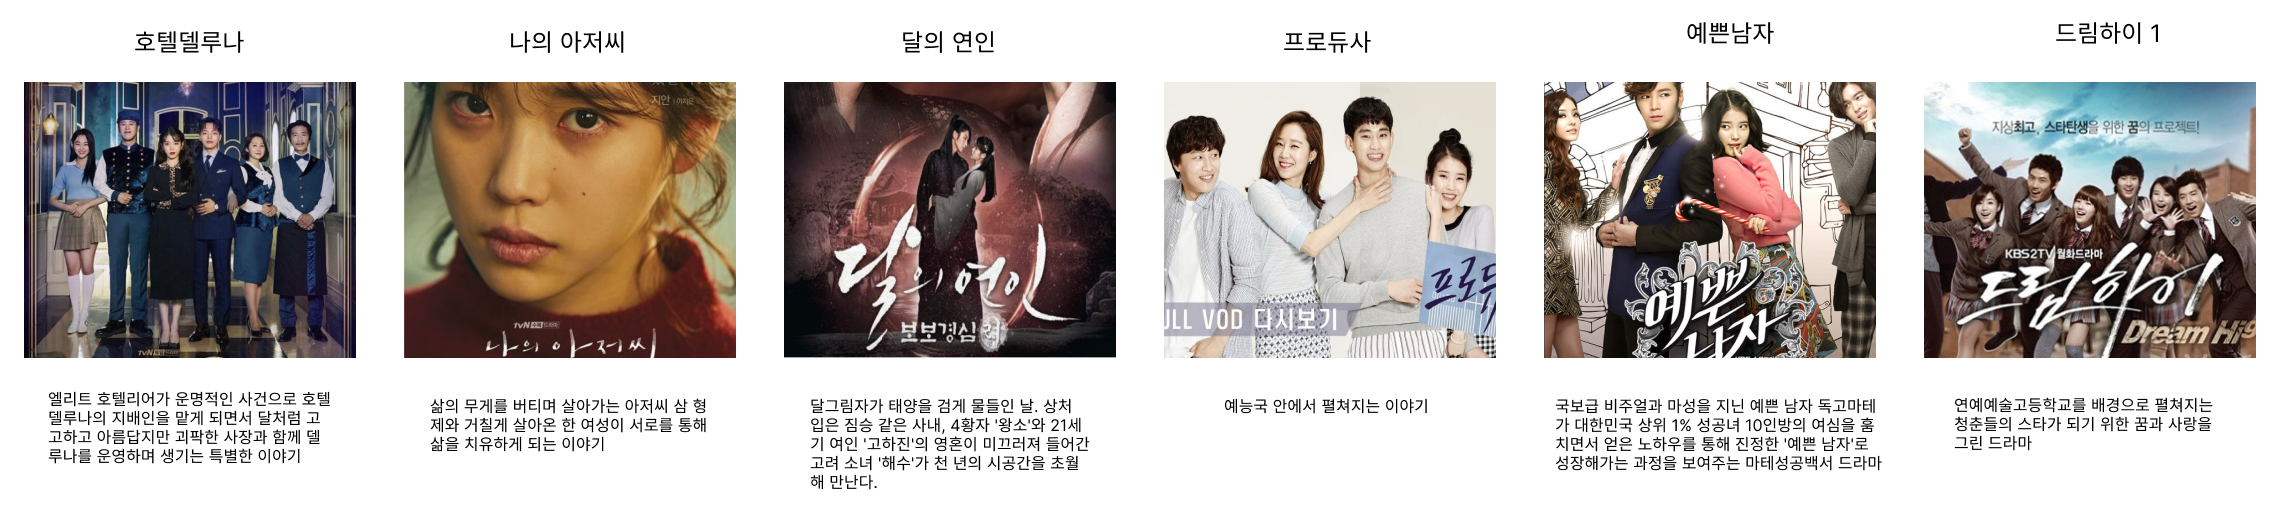 호텔델루나
나의 아저씨
달의 연인
프로듀사
예쁜남자
드림하이 1
지안 | 이지은
tvN 수목드라마
나의 아저씨
달의 연인
보보경심 려
프로듀
ULL VOD 다시보기
예쁜
남자
지상최고, 스타탄생을 위한 꿈의 프로젝트!
KBS2TV 월화드라마
드림하이
Dream Hig
엘리트 호텔리어가 운명적인 사건으로 호텔
델루나의 지배인을 맡게 되면서 달처럼 고
고하고 아름답지만 괴팍한 사장과 함께 델
루나를 운영하며 생기는 특별한 이야기
삶의 무게를 버티며 살아가는 아저씨 삼 형
제와 거칠게 살아온 한 여성이 서로를 통해
삶을 치유하게 되는 이야기
달그림자가 태양을 검게 물들인 날. 상처
입은 짐승 같은 사내, 4황자 '왕소'와 21세
기 여인 '고하진'의 영혼이 미끄러져 들어간
고려 소녀 '해수'가 천 년의 시공간을 초월
해 만난다.
예능국 안에서 펼쳐지는 이야기
국보급 비주얼과 마성을 지닌 예쁜 남자 독고마테
가 대한민국 상위 1% 성공녀 10인방의 여심을 훔
치면서 얻은 노하우를 통해 진정한 '예쁜 남자'로
성장해가는 과정을 보여주는 마테성공백서 드라마
연예예술고등학교를 배경으로 펼쳐지는
청춘들의 스타가 되기 위한 꿈과 사랑을
그린 드라마